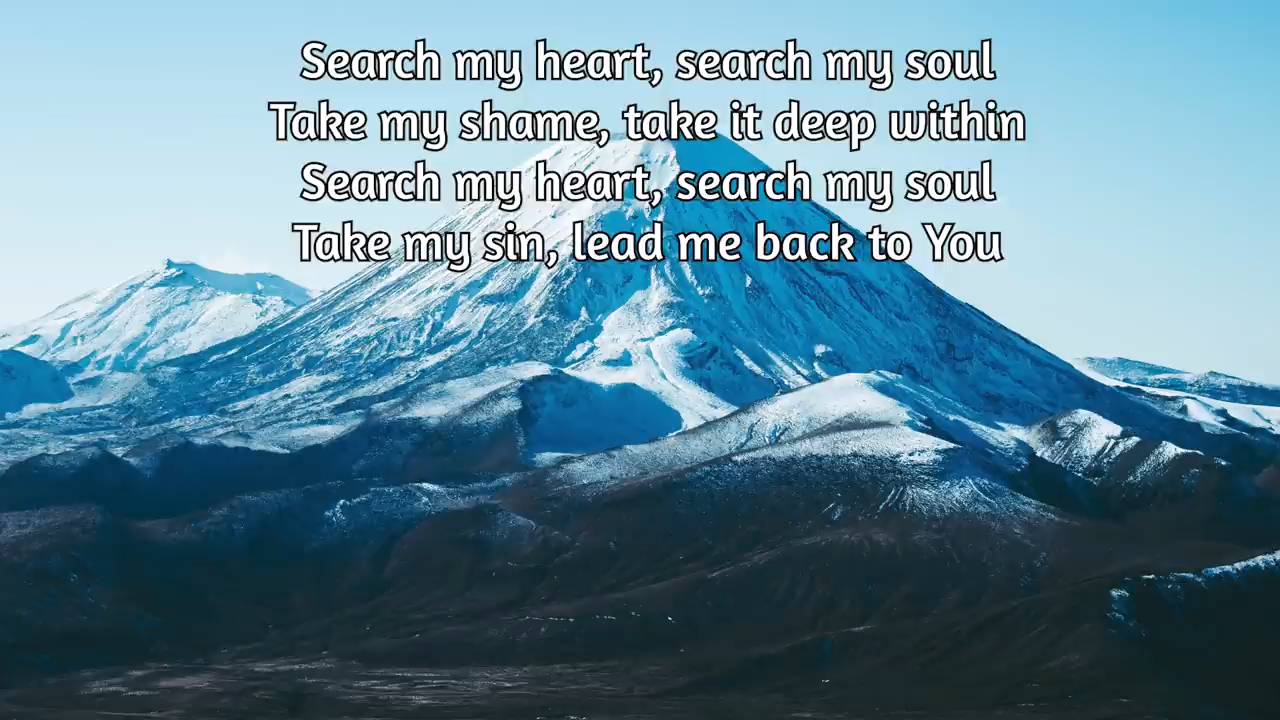 Search my heart, search my soul
Take my shame, take it deep within
Search my heart, search my soul
Take my sin, lead me back to You